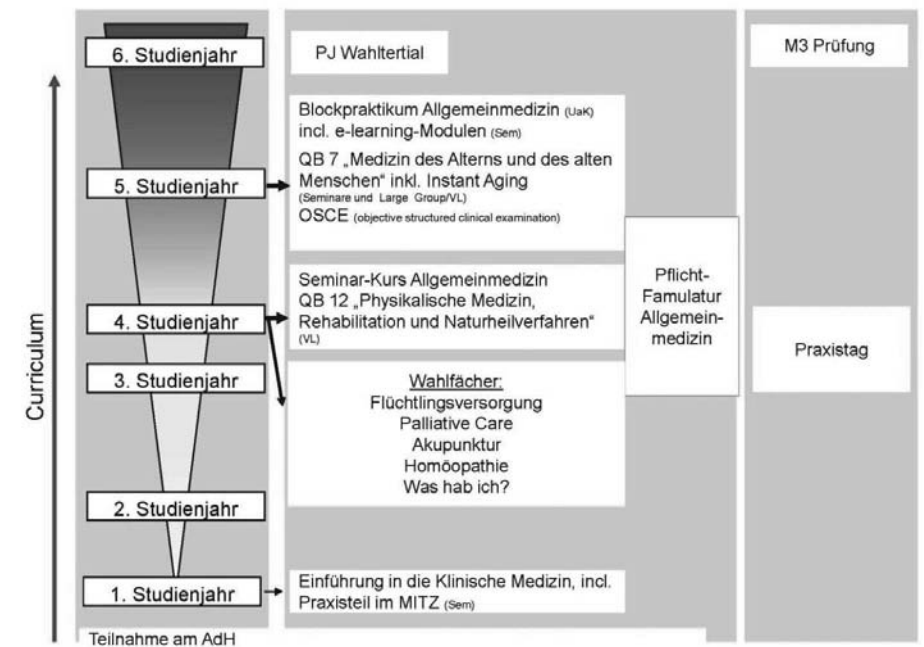 6. Studienjahr
PJ Wahltertial
M3 Prüfung
Blockpraktikum Allgemeinmedizin (UaK)
incl. e-learning-Modulen (Sem)
QB 7 „Medizin des Alterns und des alten
Menschen“ inkl. Instant Aging
(Seminare und Large Group/VL)
OSCE (objective structured clinical examination)
5. Studienjahr
Seminar-Kurs Allgemeinmedizin
QB 12 „Physikalische Medizin,
Rehabilitation und Naturheilverfahren“
(VL)
4. Studienjahr
Pflicht-
Famulatur
Allgemein-
medizin
Praxistag
3. Studienjahr
Wahlfächer:
Flüchtlingsversorgung
Palliative Care
Akupunktur
Homöopathie
Was hab ich?
2. Studienjahr
1. Studienjahr
Einführung in die Klinische Medizin, incl.
Praxisteil im MITZ (Sem)
Curriculum
Teilnahme am AdH